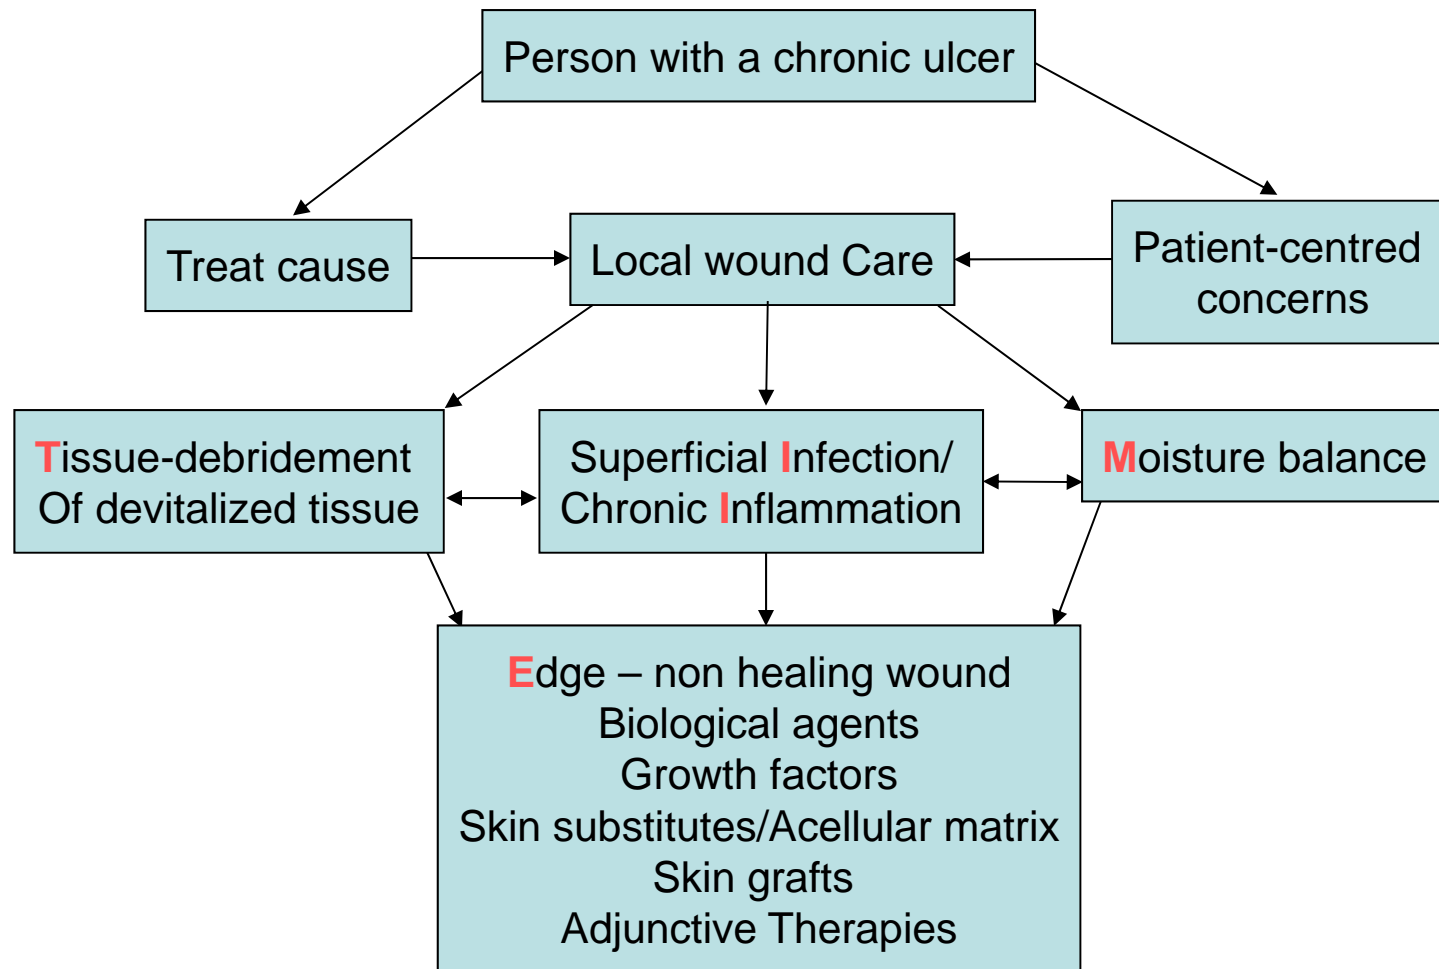 Person with a chronic ulcer
Treat cause
Local wound Care
Patient-centred
concerns
Tissue-debridement
Of devitalized tissue
Superficial Infection/
Chronic Inflammation
Moisture balance
Edge – non healing wound
Biological agents
Growth factors
Skin substitutes/Acellular matrix
Skin grafts
Adjunctive Therapies